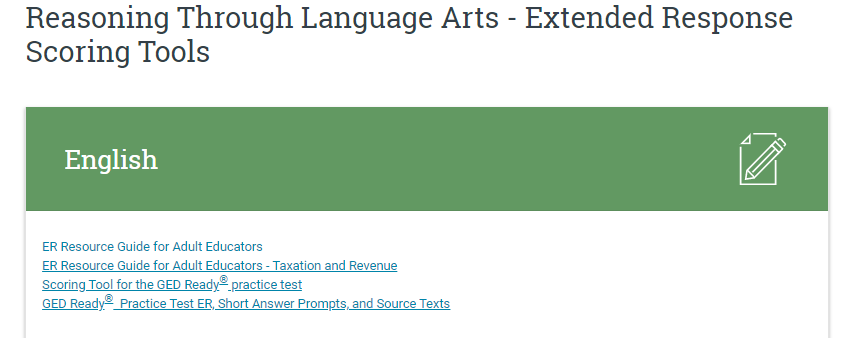 Reasoning Through Language Arts - Extended Response
Scoring Tools
English
ER Resource Guide for Adult Educators
ER Resource Guide for Adult Educators - Taxation and Revenue
Scoring Tool for the GED Ready® practice test
GED Ready® Practice Test ER, Short Answer Prompts, and Source Texts